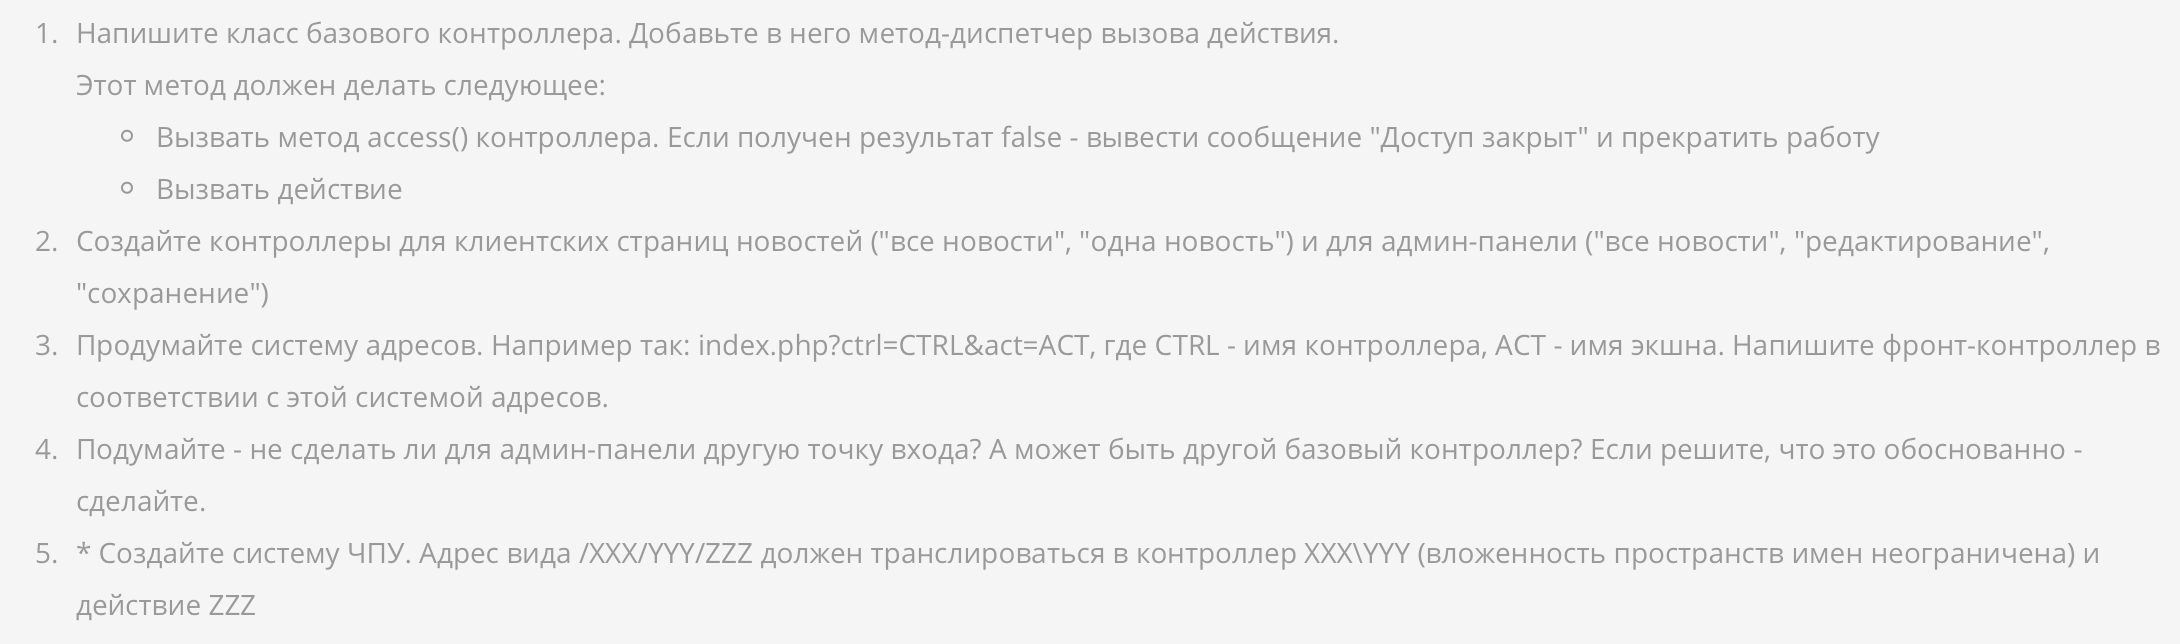 1. Напишите класс базового контроллера. Добавьте в него метод-диспетчер вызова действия.
Этот метод должен делать следующее:
Вызвать метод access() контроллера. Если получен результат false - вывести сообщение "Доступ закрыт" и прекратить работу
Вызвать действие
2. Создайте контроллеры для клиентских страниц новостей ("все новости", "одна новость") и для админ-панели ("все новости", "редактирование",
"сохранение")
3. Продумайте систему адресов. Например так: index.php?ctrl=CTRL&act=ACT, где CTRL - имя контроллера, ACT - имя экшна. Напишите фронт-контроллер в
соответствии с этой системой адресов.
4. Подумайте - не сделать ли для админ-панели другую точку входа? А может быть другой базовый контроллер? Если решите, что это обоснованно -
сделайте.
5. * Создайте систему ЧПУ. Адрес вида /XXX/YYY/ZZZ должен транслироваться в контроллер XXX\YYY (вложенность пространств имен неограничена) и
действие ZZZ